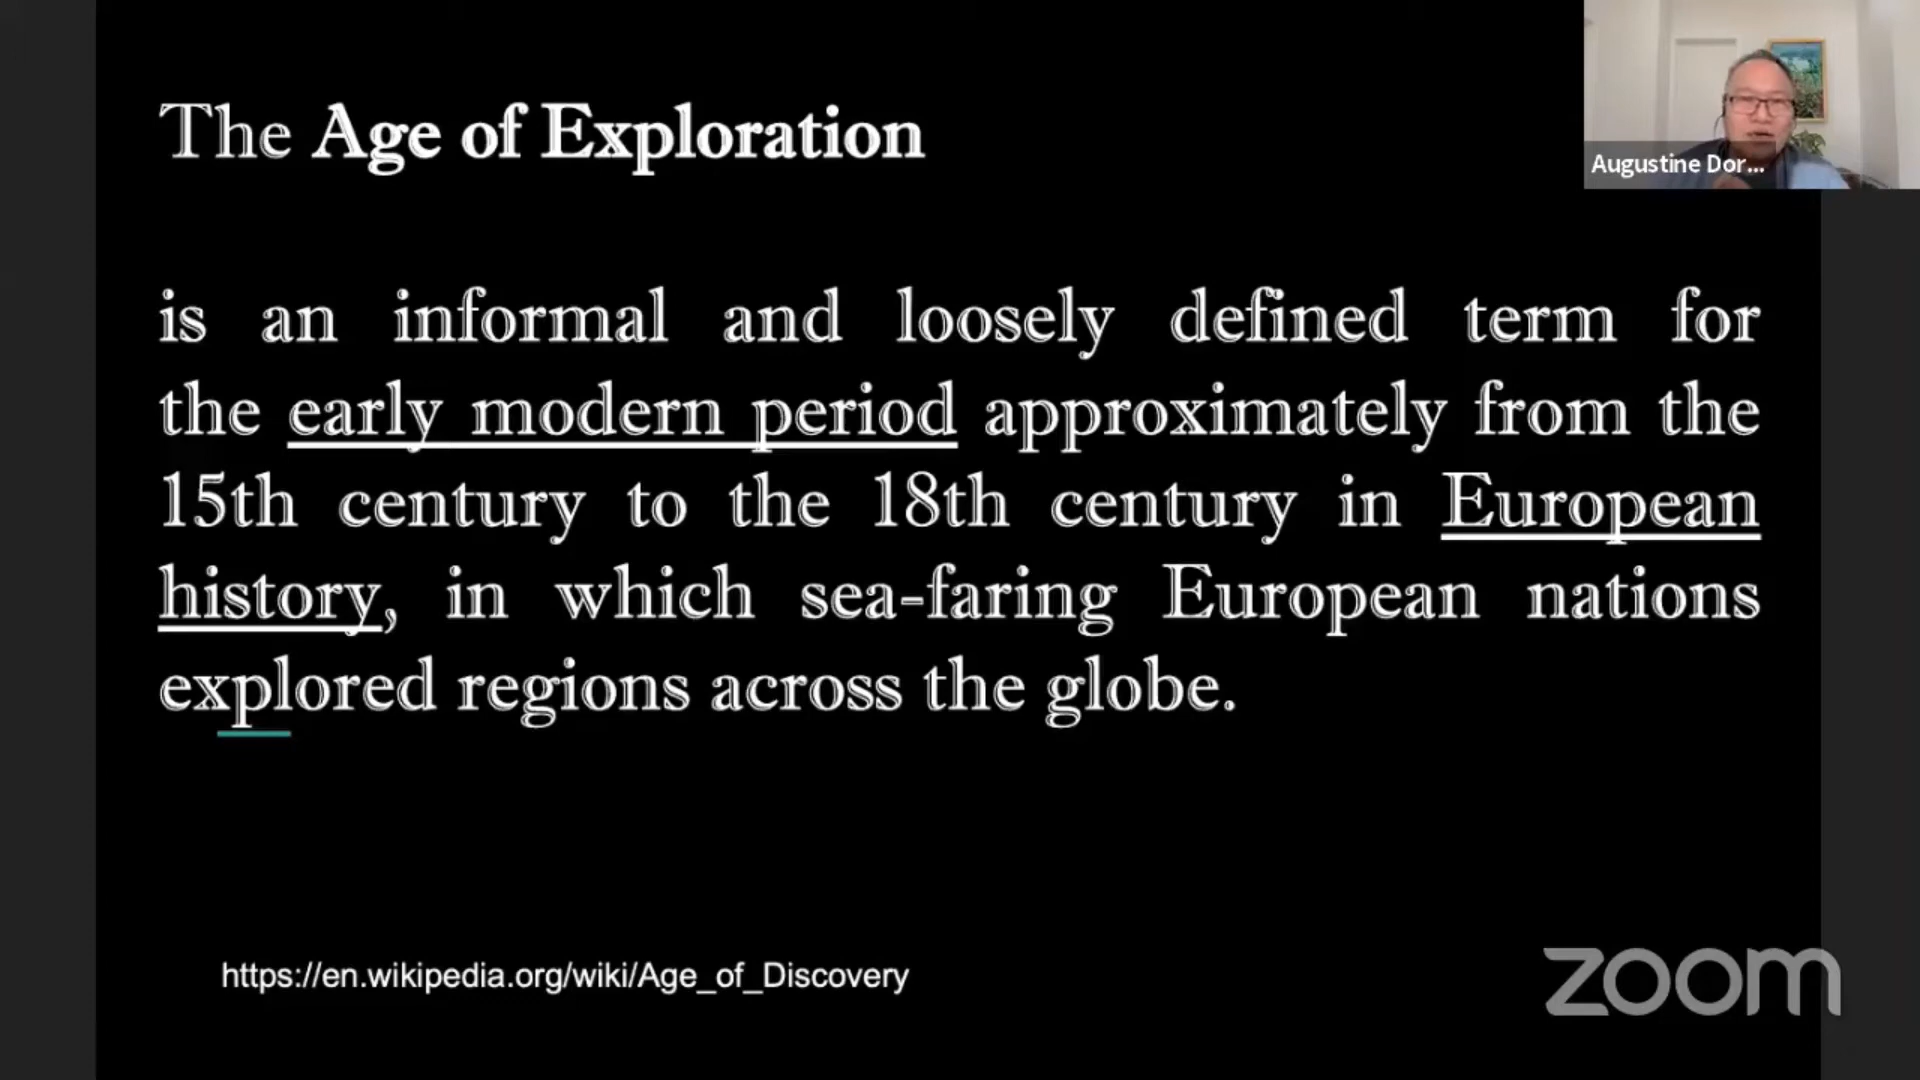 The Age of Exploration
Augustine Dor...
is an informal and loosely defined term for
the early modern period approximately from the
15th century to the 18th century in European
history, in which sea-faring European nations
explored regions across the globe.
https://en.wikipedia.org/wiki/Age_of_Discovery
zoom